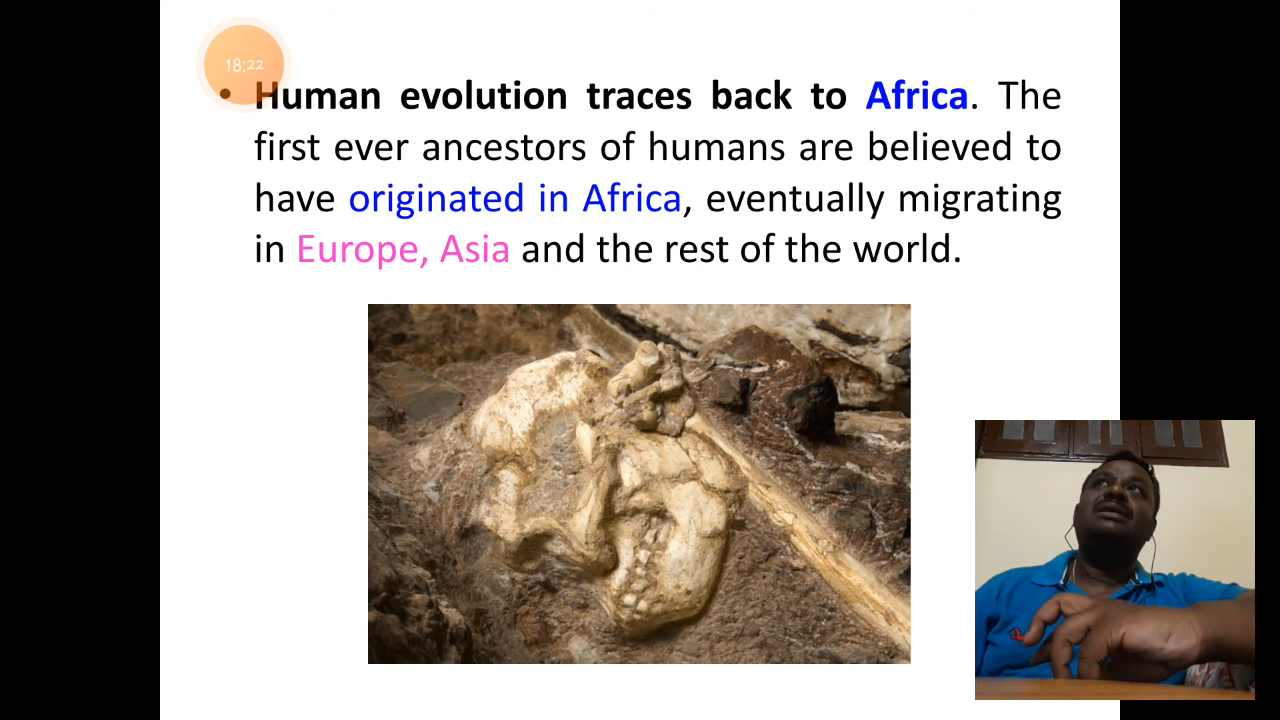 18:22
• Human evolution traces back to Africa. The
first ever ancestors of humans are believed to
have originated in Africa, eventually migrating
in Europe, Asia and the rest of the world.